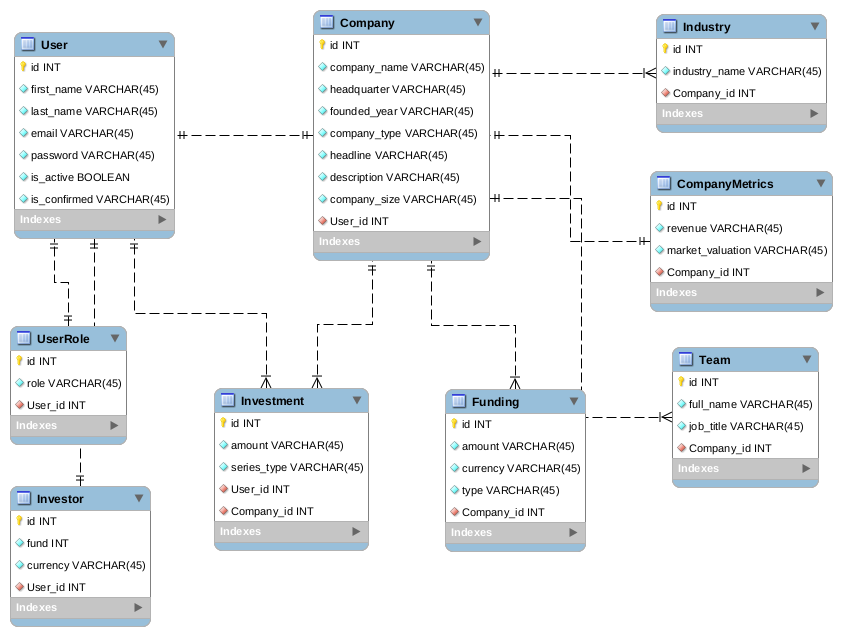 User
id INT
first_name VARCHAR(45)
last_name VARCHAR(45)
email VARCHAR(45)
password VARCHAR(45)
is_active BOOLEAN
is_confirmed VARCHAR(45)
Indexes
Company
id INT
company_name VARCHAR(45)
headquarter VARCHAR(45)
founded_year VARCHAR(45)
company_type VARCHAR(45)
headline VARCHAR(45)
description VARCHAR(45)
company_size VARCHAR(45)
User_id INT
Indexes
Industry
id INT
industry_name VARCHAR(45)
Company_id INT
Indexes
CompanyMetrics
id INT
revenue VARCHAR(45)
market_valuation VARCHAR(45)
Company_id INT
Indexes
UserRole
id INT
role VARCHAR(45)
User_id INT
Indexes
Investment
id INT
amount VARCHAR(45)
series_type VARCHAR(45)
User_id INT
Company_id INT
Indexes
Funding
id INT
amount VARCHAR(45)
currency VARCHAR(45)
type VARCHAR(45)
Company_id INT
Indexes
Team
id INT
full_name VARCHAR(45)
job_title VARCHAR(45)
Company_id INT
Indexes
Investor
id INT
fund INT
currency VARCHAR(45)
User_id INT
Indexes